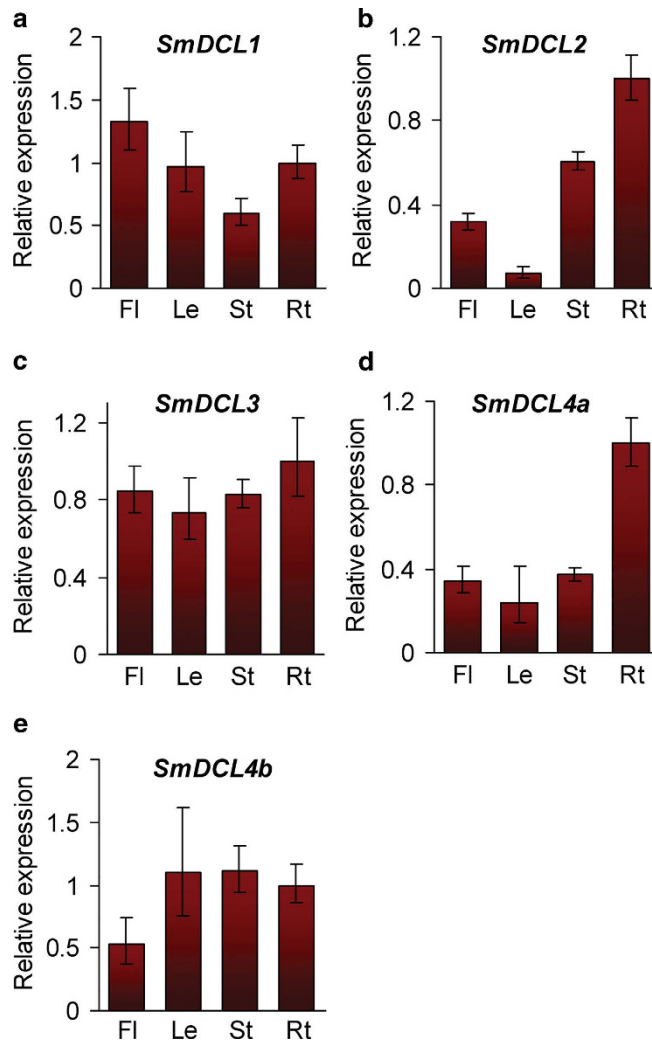 a
SmDCL1
Relative expression
2
1.5
1
0.5
0
Fl Le St Rt
b
SmDCL2
Relative expression
1.2
0.8
0.4
0
Fl Le St Rt
c
SmDCL3
Relative expression
1.2
0.8
0.4
0
Fl Le St Rt
d
SmDCL4a
Relative expression
1.2
0.8
0.4
0
Fl Le St Rt
e
SmDCL4b
Relative expression
2
1.5
1
0.5
0
Fl Le St Rt